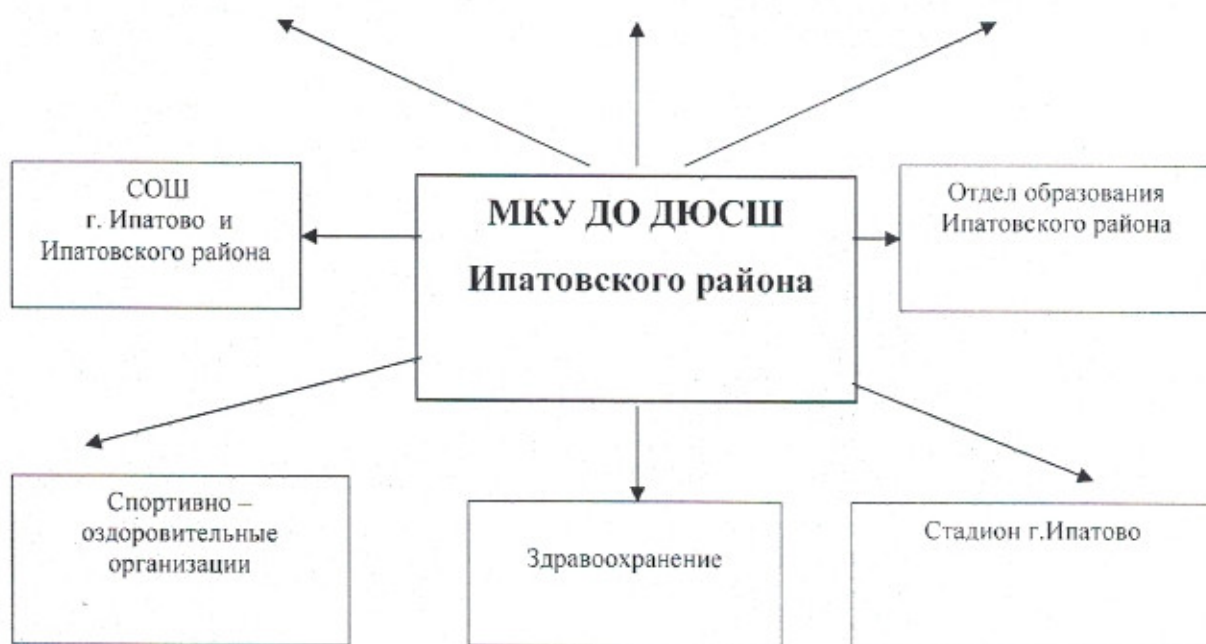 СОШ
г. Ипатово и
Ипатовского района
МКУ ДО ДЮСШ
Ипатовского района
Отдел образования
Ипатовского района
Спортивно –
оздоровительные
организации
Здравоохранение
Стадион г.Ипатово